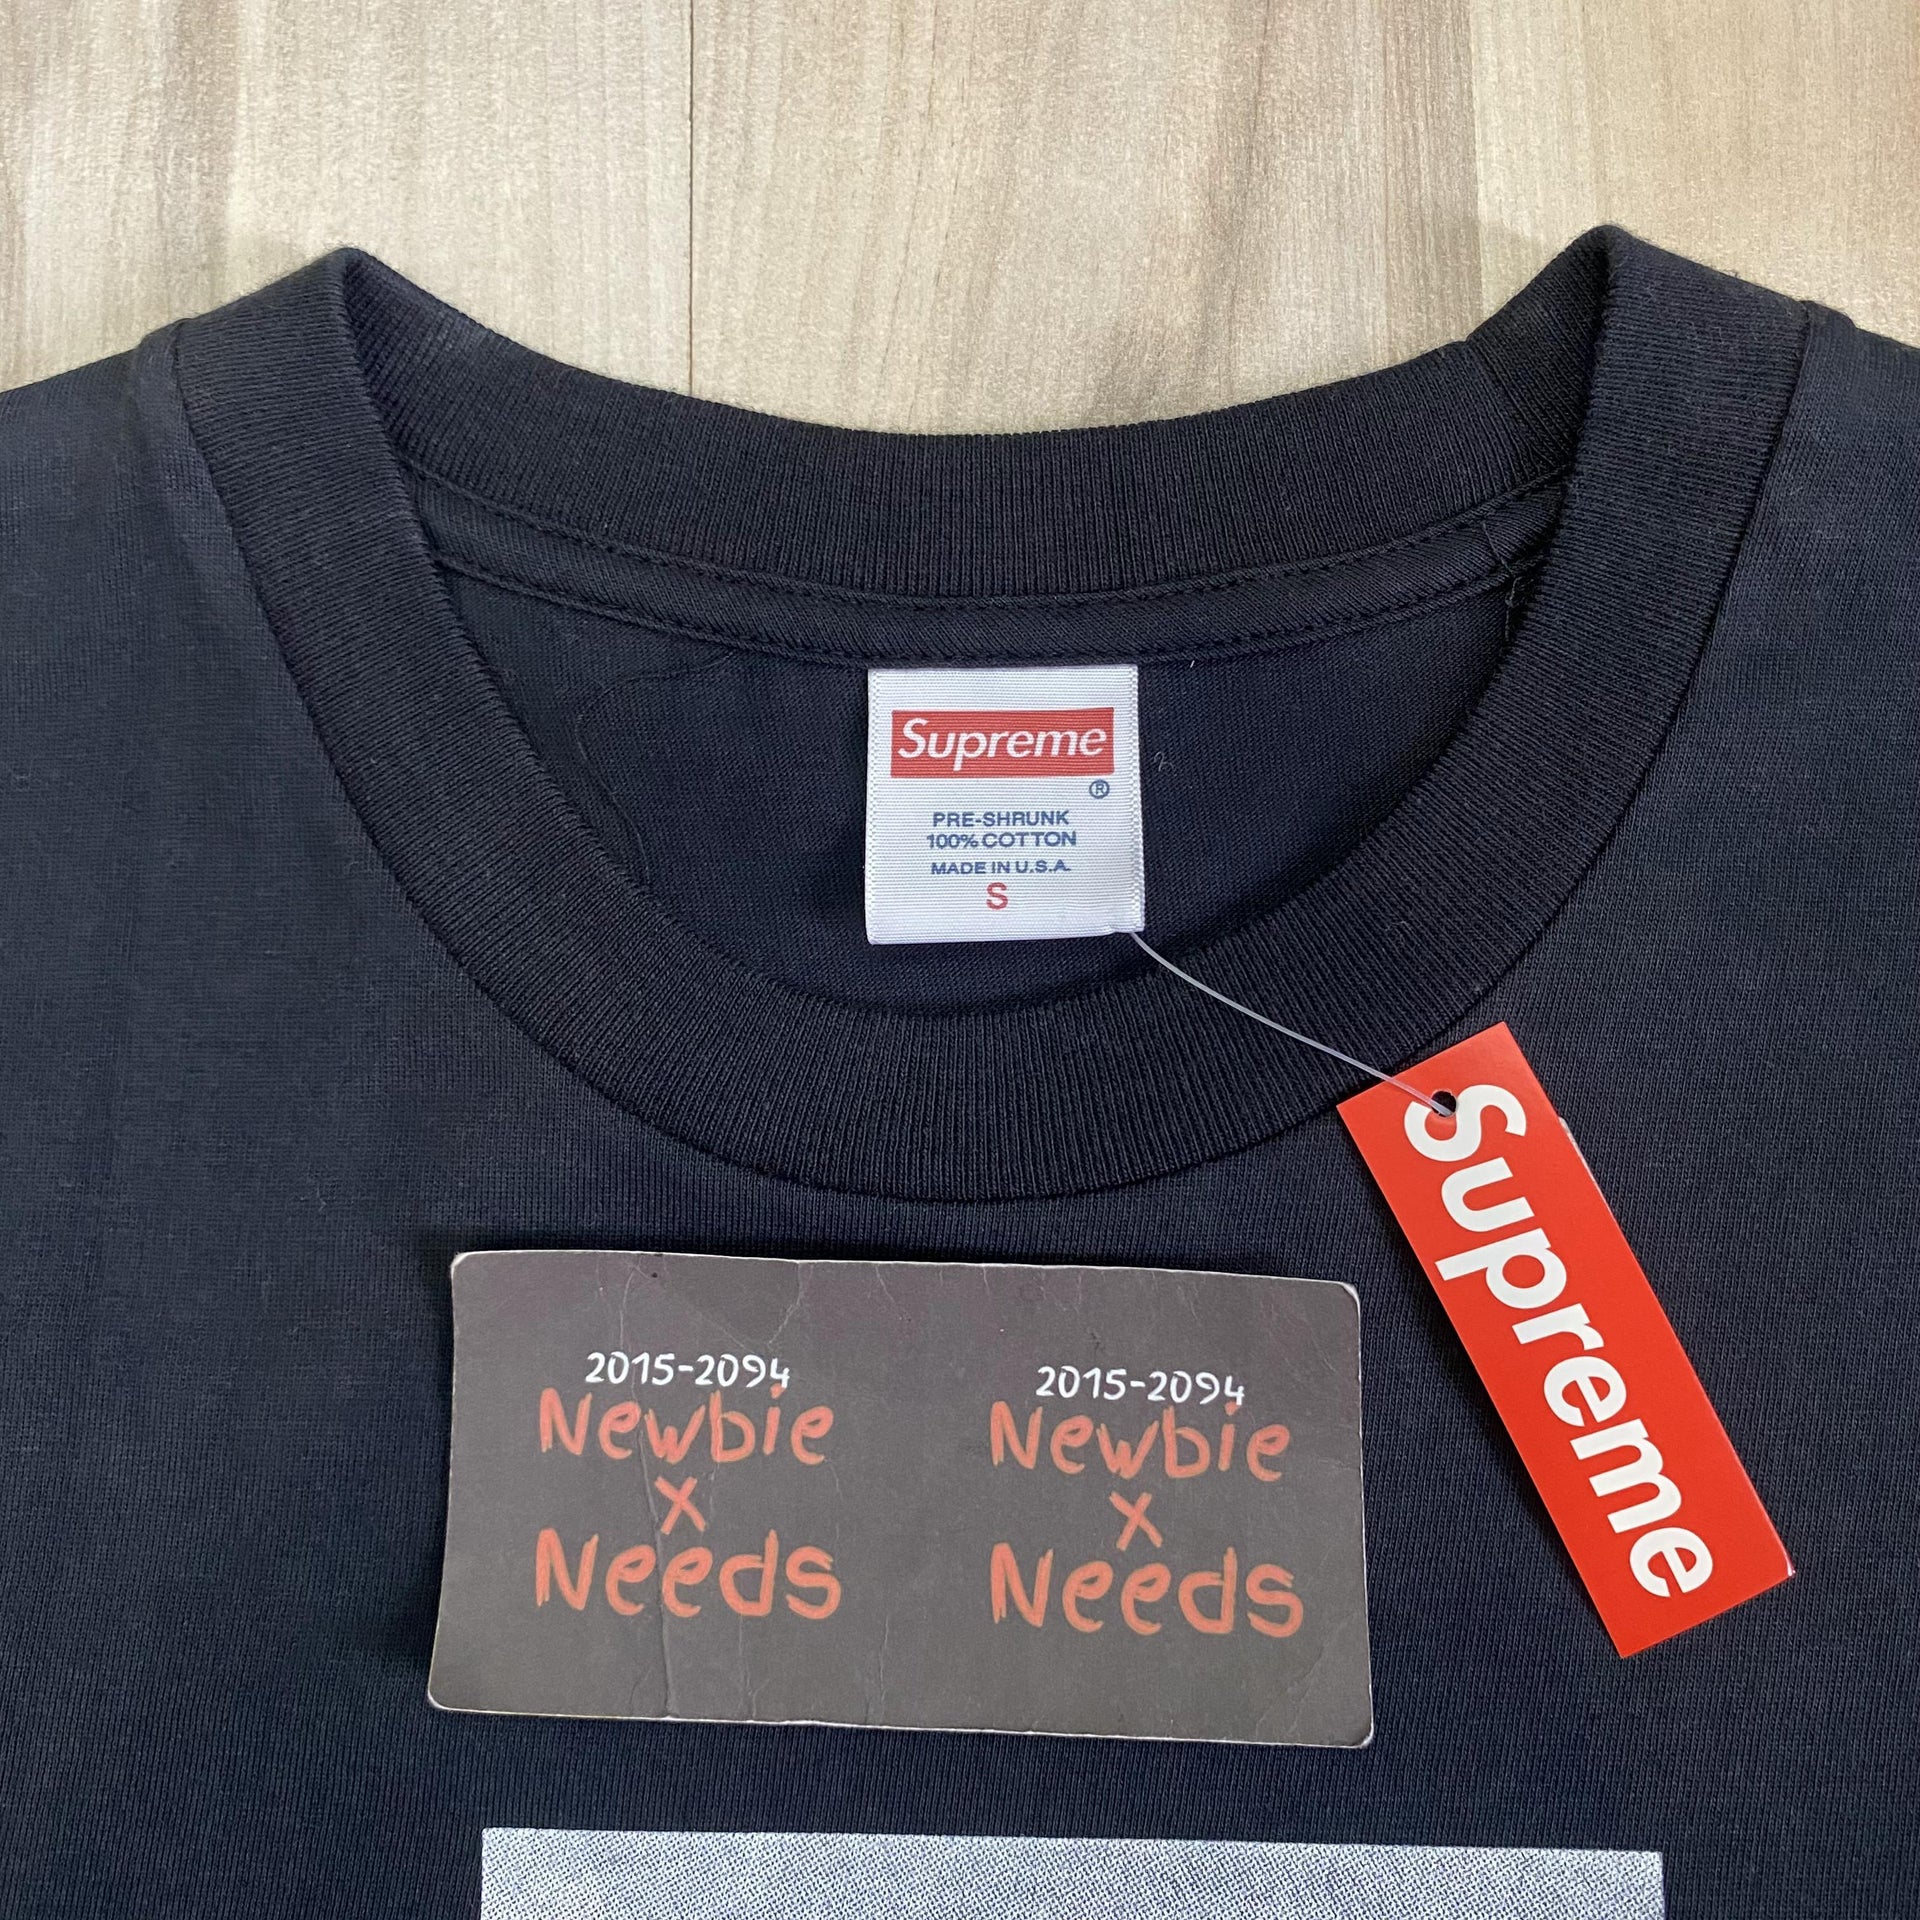 Supreme
®
PRE-SHRUNK
100% COTTON
MADE IN U.S.A.
S
Supreme
2015-2094
Newbie
x
Needs
2015-2094
Newbie
x
Needs